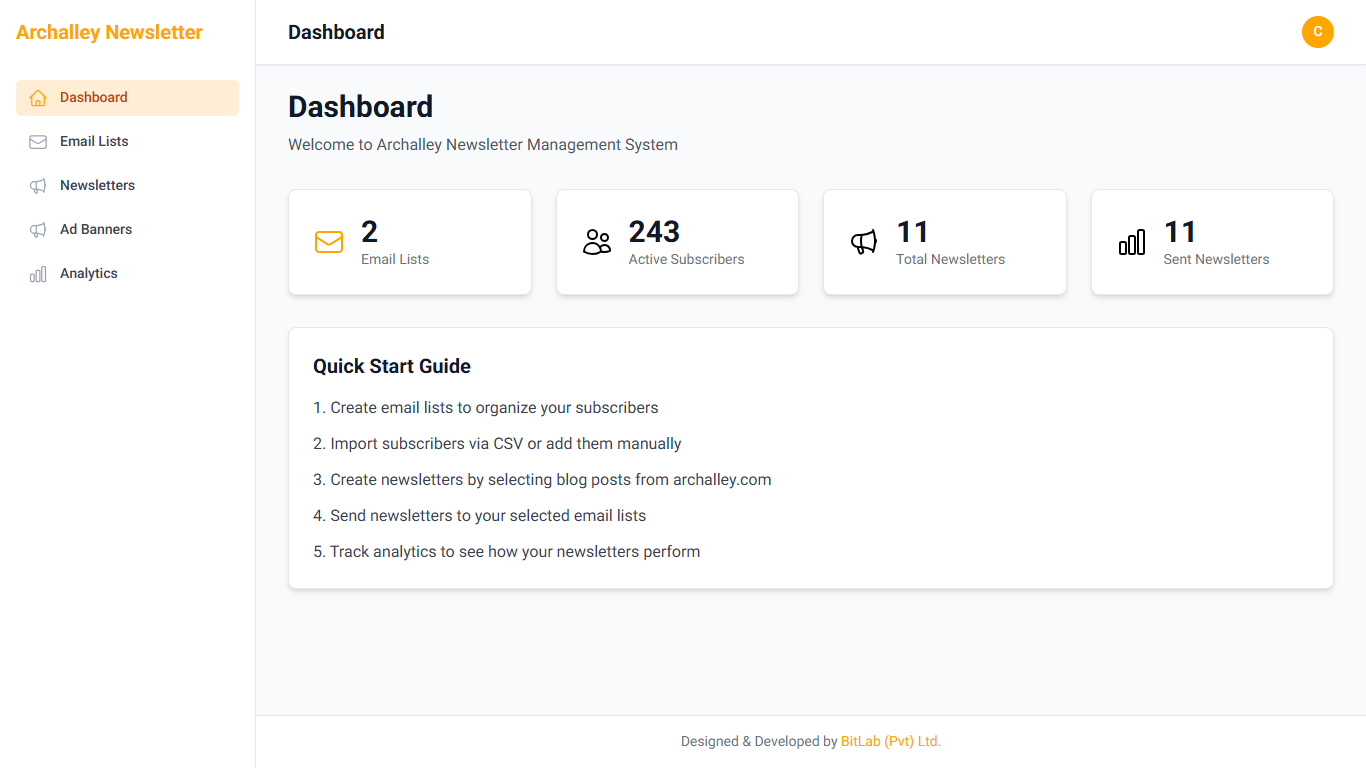 Archalley Newsletter
Dashboard
C
Dashboard
Email Lists
Newsletters
Ad Banners
Analytics
Dashboard
Welcome to Archalley Newsletter Management System
2
Email Lists
243
Active Subscribers
11
Total Newsletters
11
Sent Newsletters
Quick Start Guide
1. Create email lists to organize your subscribers
2. Import subscribers via CSV or add them manually
3. Create newsletters by selecting blog posts from archalley.com
4. Send newsletters to your selected email lists
5. Track analytics to see how your newsletters perform
Designed & Developed by BitLab (Pvt) Ltd.